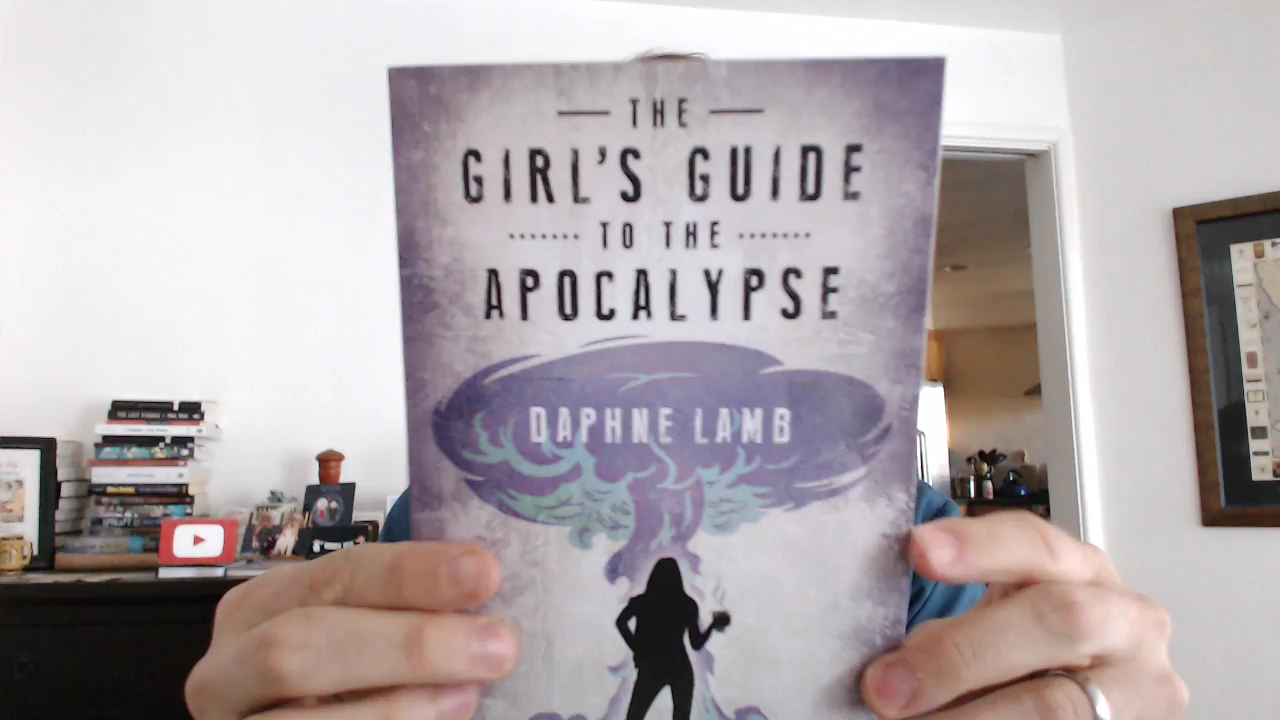 THE
GIRL'S GUIDE
TO THE
APOCALYPSE
DAPHNE LAMB